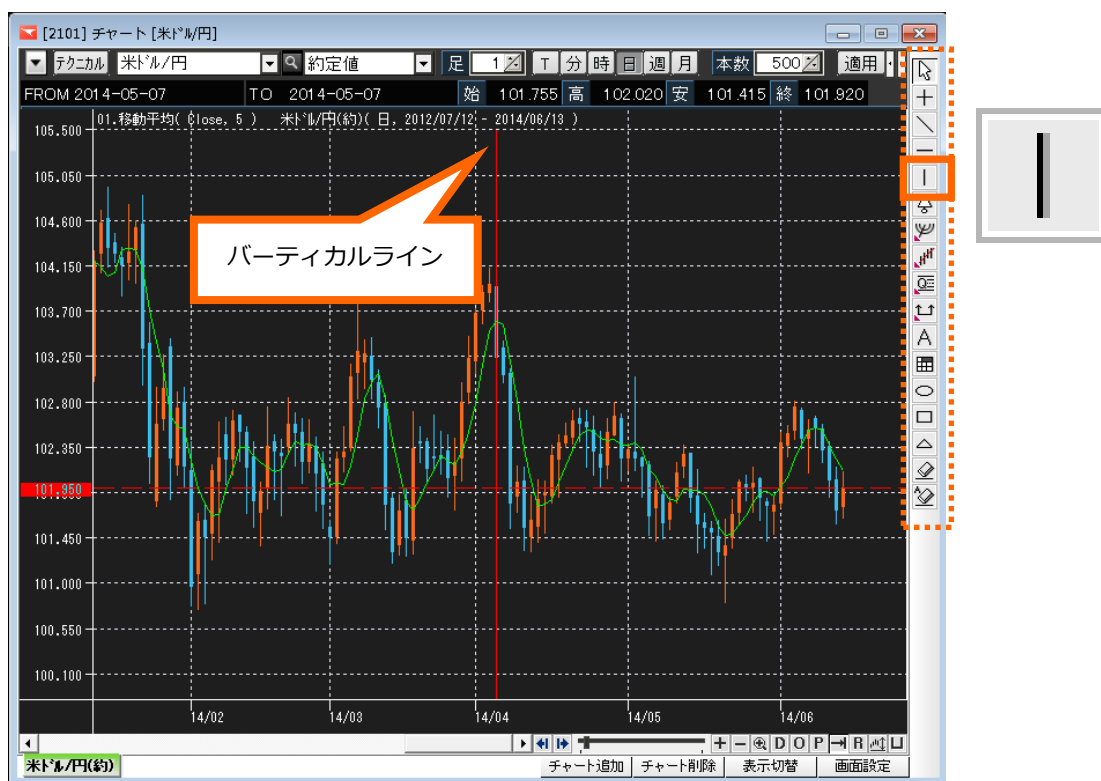 [2101] チャート [米ドル/円]
テクニカル 米ドル/円 約定値 足 1 T 分 時 日 週 月 本数 500 適用
FROM 2014-05-07 TO 2014-05-07 始 101.755 高 102.020 安 101.415 終 101.920
01.移動平均( Close, 5 ) 米ドル/円(約)( 日, 2012/07/12 - 2014/06/13 )
105.500
105.050
104.600
バーティカルライン
104.150
103.700
103.250
102.800
102.350
101.950
101.450
101.000
100.550
100.100
14/02 14/03 14/04 14/05 14/06
D O P R
米ドル/円(約) チャート追加 チャート削除 表示切替 画面設定